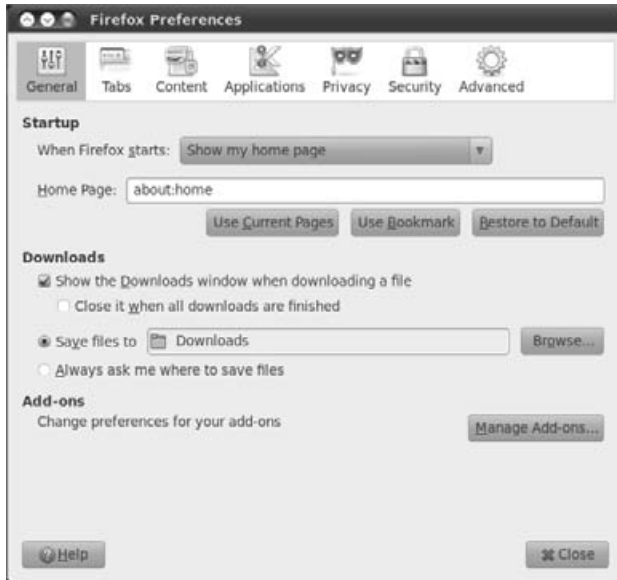 Firefox Preferences
General Tabs Content Applications Privacy Security Advanced
Startup
When Firefox starts: Show my home page
Home Page: about:home
Use Current Pages Use Bookmark Restore to Default
Downloads
Show the Downloads window when downloading a file
Close it when all downloads are finished
Save files to Downloads Browse...
Always ask me where to save files
Add-ons
Change preferences for your add-ons
Manage Add-ons...
Help Close